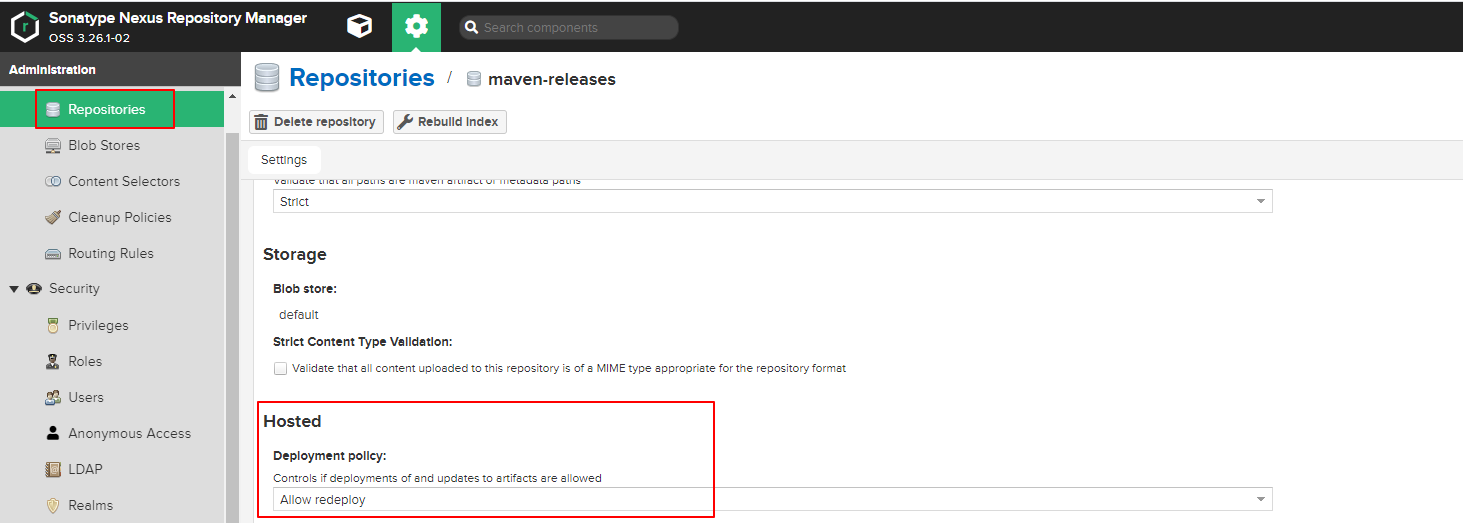 Sonatype Nexus Repository Manager
OSS 3.26.1-02
Search components
Administration
Repositories
Blob Stores
Content Selectors
Cleanup Policies
Routing Rules
Security
Privileges
Roles
Users
Anonymous Access
LDAP
Realms
Repositories / maven-releases
Delete repository
Rebuild Index
Settings
Validate that all paths are maven artifact or metadata paths
Strict
Storage
Blob store:
default
Strict Content Type Validation:
Validate that all content uploaded to this repository is of a MIME type appropriate for the repository format
Hosted
Deployment policy:
Controls if deployments of and updates to artifacts are allowed
Allow redeploy